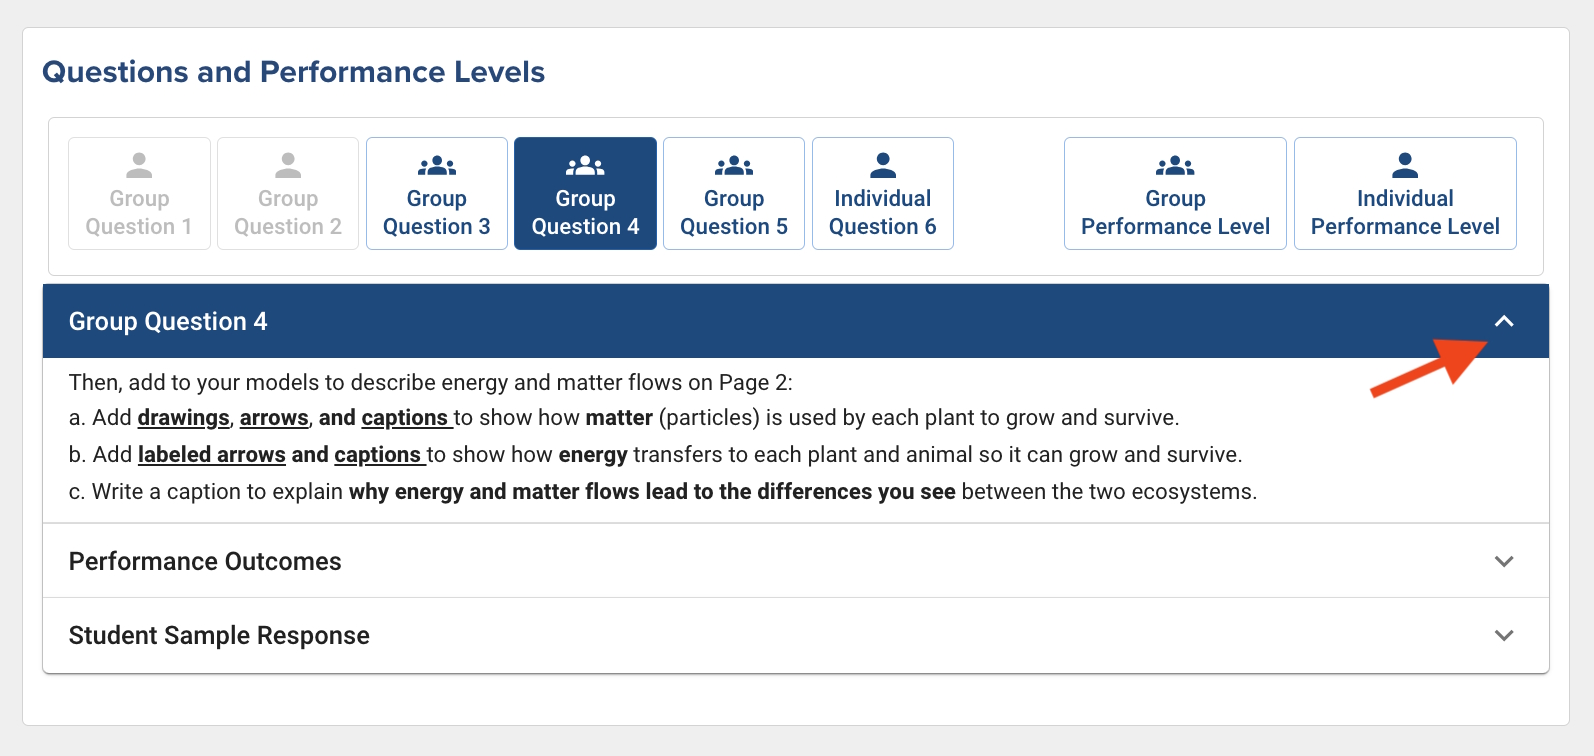 Questions and Performance Levels
Group
Question 1
Group
Question 2
Group
Question 3
Group
Question 4
Group
Question 5
Individual
Question 6
Group
Performance Level
Individual
Performance Level
Group Question 4
Then, add to your models to describe energy and matter flows on Page 2:
a. Add drawings, arrows, and captions to show how matter (particles) is used by each plant to grow and survive.
b. Add labeled arrows and captions to show how energy transfers to each plant and animal so it can grow and survive.
c. Write a caption to explain why energy and matter flows lead to the differences you see between the two ecosystems.
Performance Outcomes
Student Sample Response